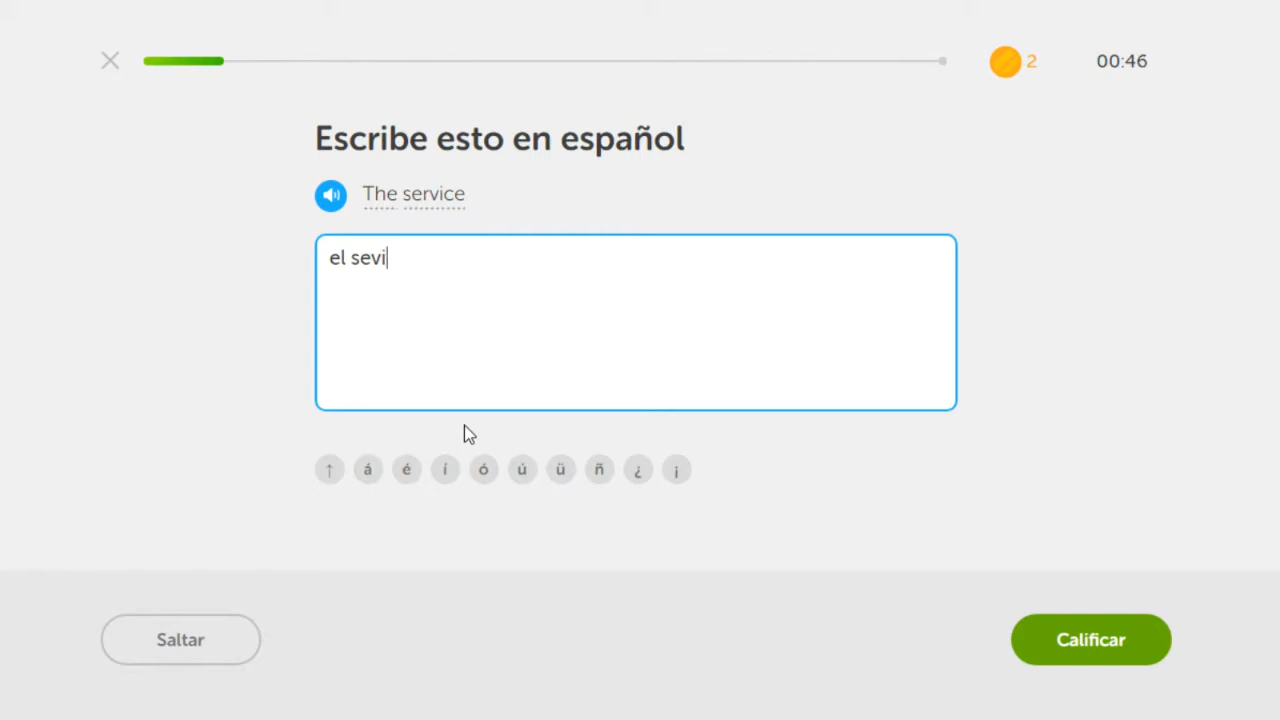 2
00:46
Escribe esto en español
The service
el sevi
↑ á é í ó ú ü ñ ¿ ¡
Saltar
Calificar